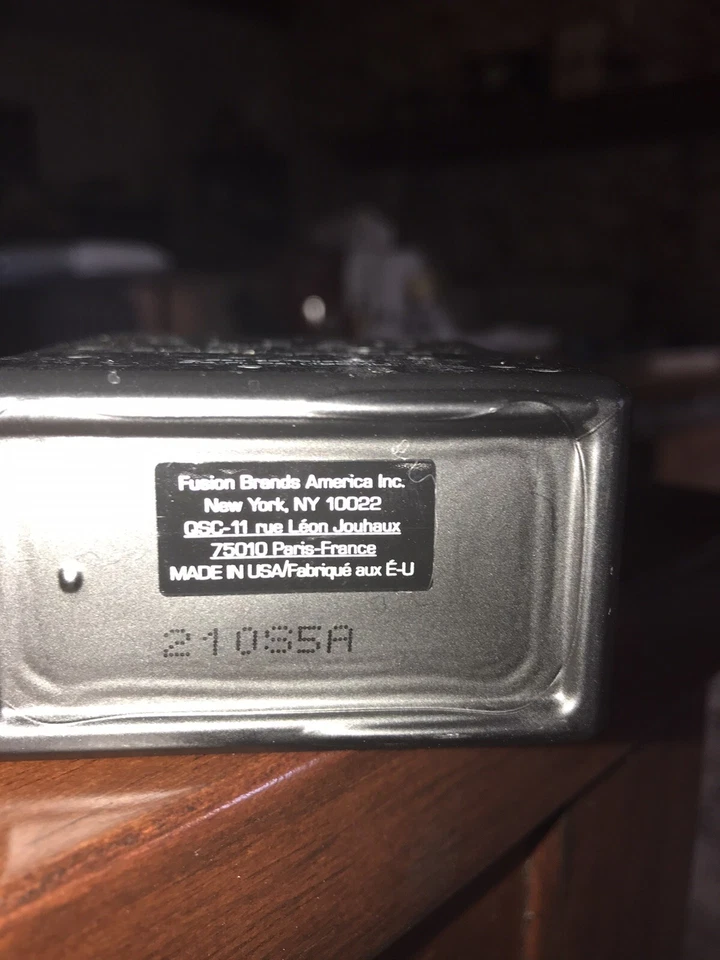 Fusion Brands America Inc.
New York, NY 10022
QSC-11 rue Léon Jouhaux
75010 Paris-France
MADE IN USA/Fabriqué aux É-U
210S5A